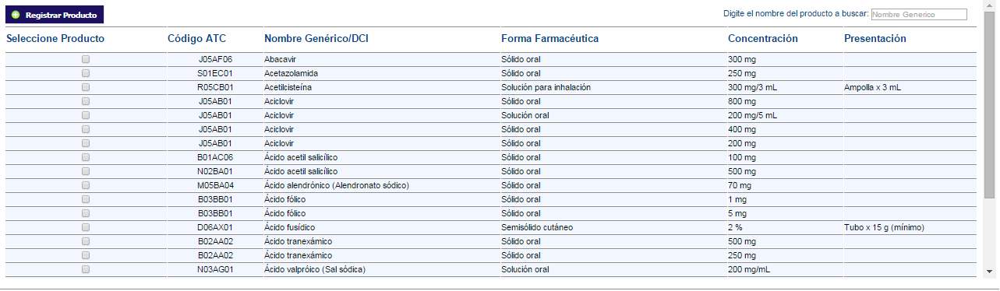 Registrar Producto Digite el nombre del producto a buscar: Nombre Generico
Seleccione Producto Código ATC Nombre Genérico/DCI Forma Farmacéutica Concentración Presentación
J05AF06 Abacavir Sólido oral 300 mg
S01EC01 Acetazolamida Sólido oral 250 mg
R05CB01 Acetilcisteína Solución para inhalación 300 mg/3 mL Ampolla x 3 mL
J05AB01 Aciclovir Sólido oral 800 mg
J05AB01 Aciclovir Solución oral 200 mg/5 mL
J05AB01 Aciclovir Sólido oral 400 mg
J05AB01 Aciclovir Sólido oral 200 mg
B01AC06 Ácido acetil salicílico Sólido oral 100 mg
N02BA01 Ácido acetil salicílico Sólido oral 500 mg
M05BA04 Ácido alendrónico (Alendronato sódico) Sólido oral 70 mg
B03BB01 Ácido fólico Sólido oral 1 mg
B03BB01 Ácido fólico Sólido oral 5 mg
D06AX01 Ácido fusídico Semisólido cutáneo 2 % Tubo x 15 g (mínimo)
B02AA02 Ácido tranexámico Sólido oral 500 mg
B02AA02 Ácido tranexámico Sólido oral 250 mg
N03AG01 Ácido valpróico (Sal sódica) Solución oral 200 mg/mL